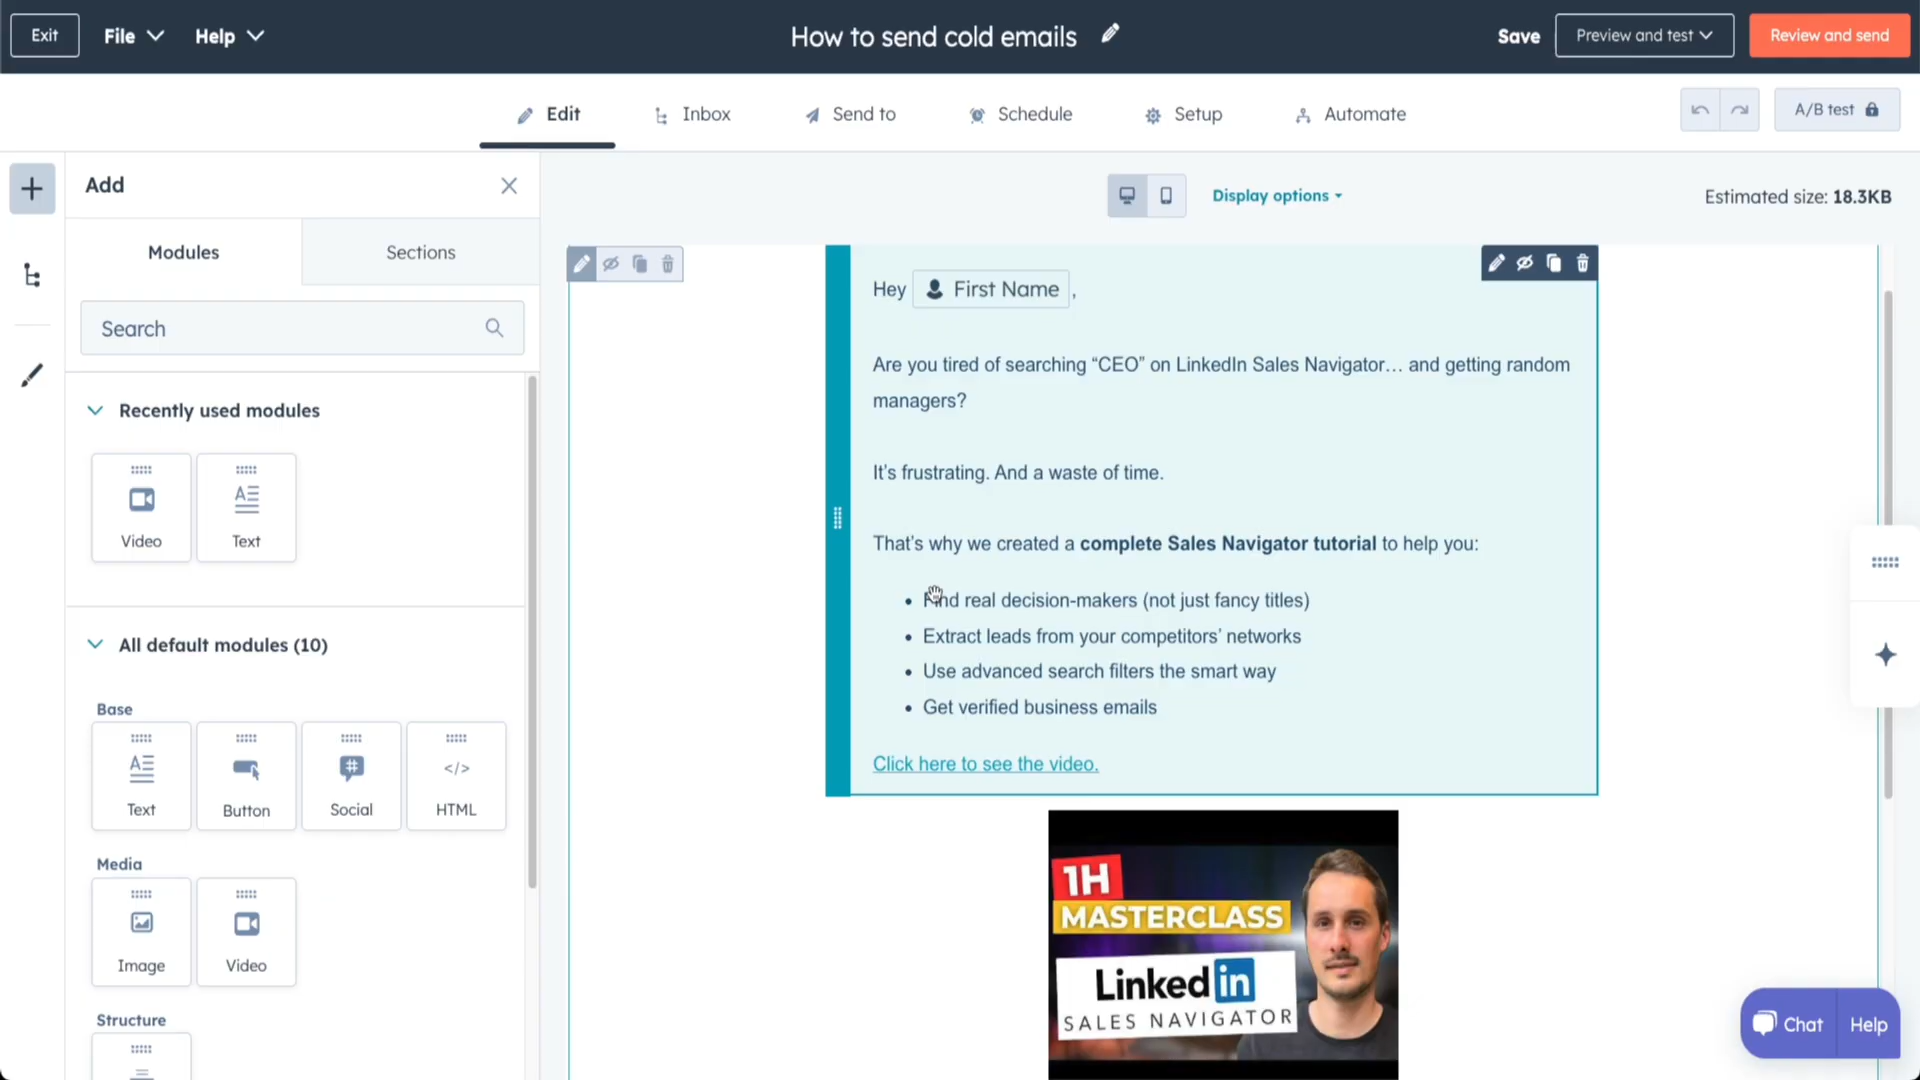 Exit
File
Help
How to send cold emails
Save
Preview and test
Review and send
Edit
Inbox
Send to
Schedule
Setup
Automate
A/B test
Add
Display options
Estimated size: 18.3KB
Modules
Sections
Search
Recently used modules
Video
Text
All default modules (10)
Base
Text
Button
Social
HTML
Media
Image
Video
Structure
Hey First Name ,
Are you tired of searching “CEO” on LinkedIn Sales Navigator… and getting random
managers?
It’s frustrating. And a waste of time.
That’s why we created a complete Sales Navigator tutorial to help you:
• Find real decision-makers (not just fancy titles)
• Extract leads from your competitors’ networks
• Use advanced search filters the smart way
• Get verified business emails
Click here to see the video.
1H
MASTERCLASS
Linkedin
SALES NAVIGATOR
Chat
Help